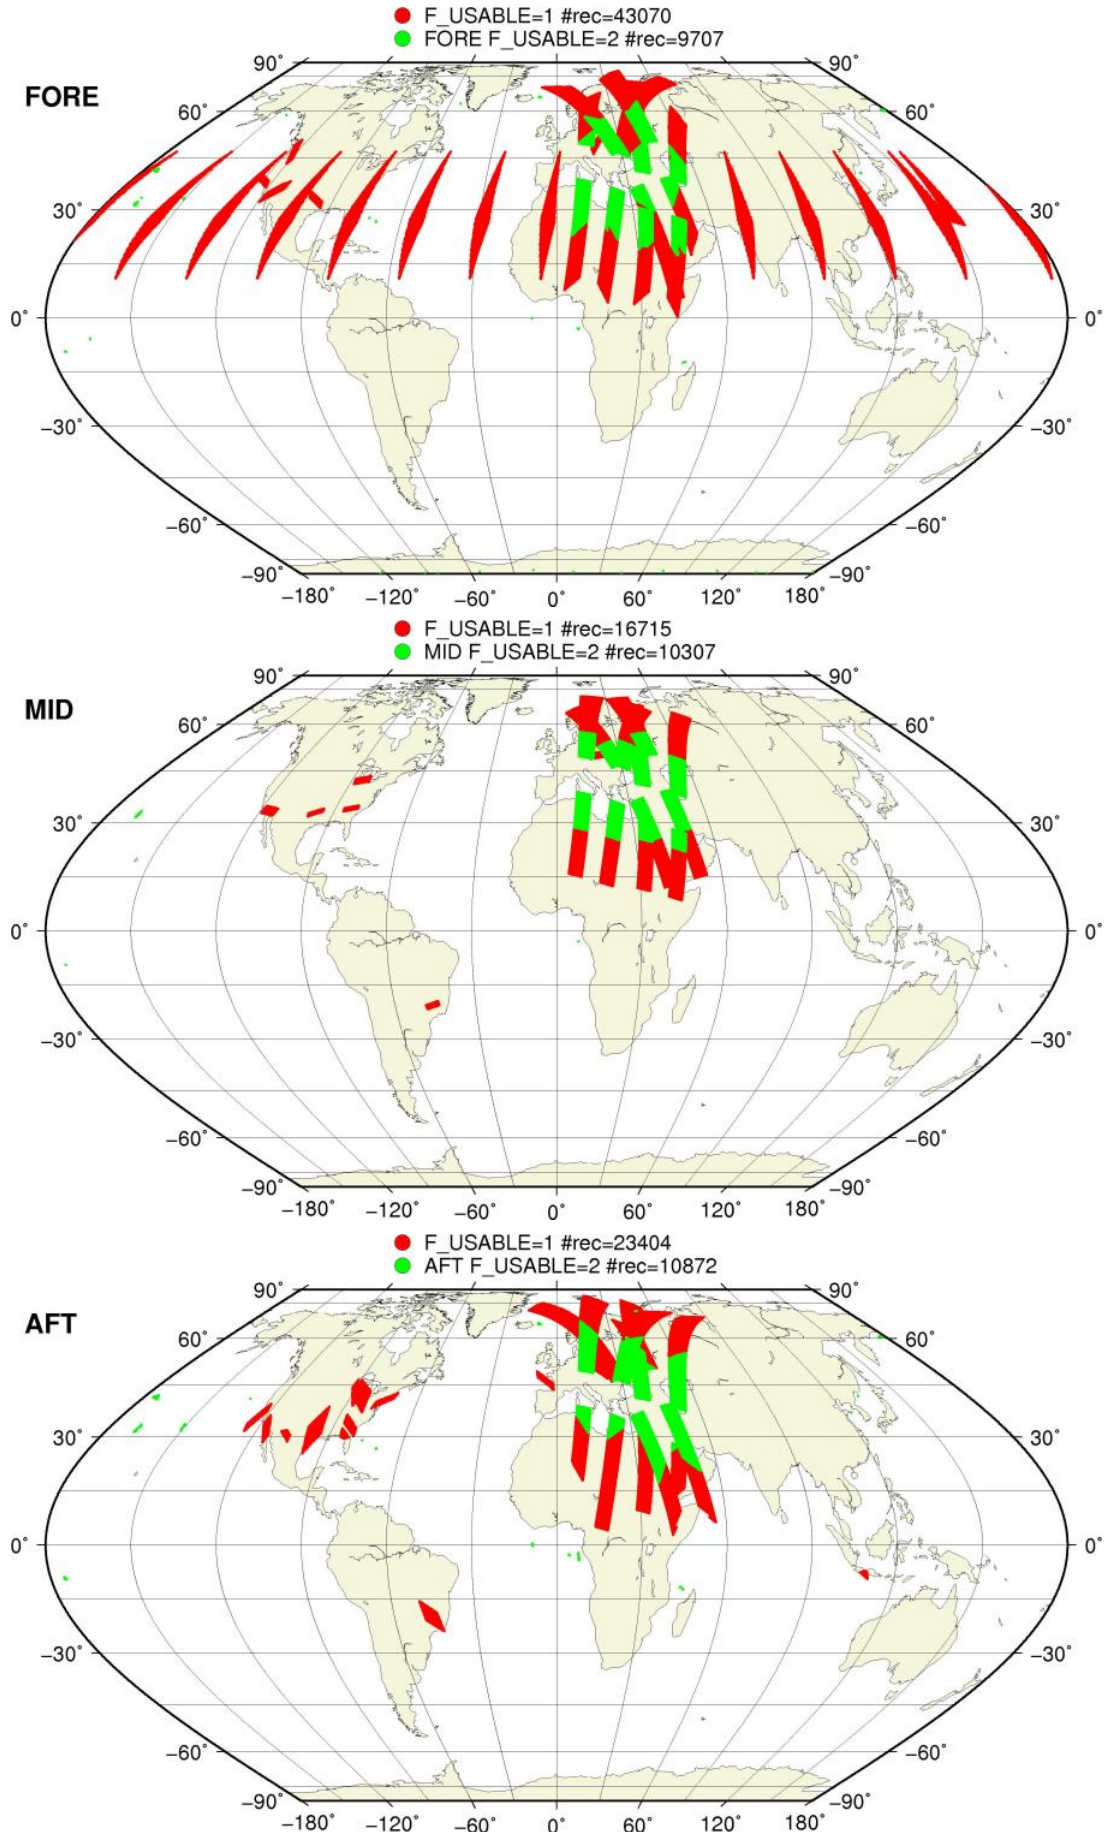 F_USABLE=1 #rec=43070
FORE F_USABLE=2 #rec=9707
FORE
90° 90°
60° 60°
30° 30°
0° 0°
−30° −30°
−60° −60°
−90° −90°
−180° −120° −60° 0° 60° 120° 180°
F_USABLE=1 #rec=16715
MID F_USABLE=2 #rec=10307
MID
90° 90°
60° 60°
30° 30°
0° 0°
−30° −30°
−60° −60°
−90° −90°
−180° −120° −60° 0° 60° 120° 180°
F_USABLE=1 #rec=23404
AFT F_USABLE=2 #rec=10872
AFT
90° 90°
60° 60°
30° 30°
0° 0°
−30° −30°
−60° −60°
−90° −90°
−180° −120° −60° 0° 60° 120° 180°